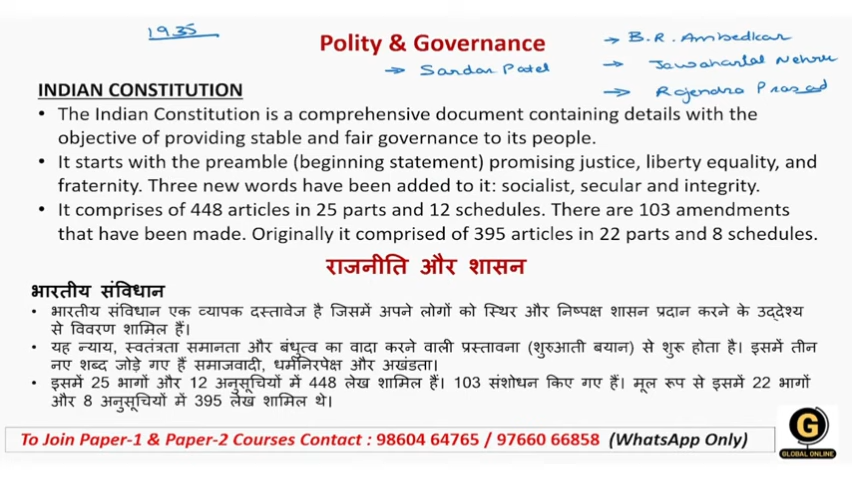 1935
Polity & Governance
→ B.R. Ambedkar
→ Sardar Patel
→ Jawaharlal Nehru
→ Rajendra Prasad
INDIAN CONSTITUTION
• The Indian Constitution is a comprehensive document containing details with the
objective of providing stable and fair governance to its people.
• It starts with the preamble (beginning statement) promising justice, liberty equality, and
fraternity. Three new words have been added to it: socialist, secular and integrity.
• It comprises of 448 articles in 25 parts and 12 schedules. There are 103 amendments
that have been made. Originally it comprised of 395 articles in 22 parts and 8 schedules.
राजनीति और शासन
भारतीय संविधान
• भारतीय संविधान एक व्यापक दस्तावेज है जिसमें अपने लोगों को स्थिर और निष्पक्ष शासन प्रदान करने के उद्देश्य
से विवरण शामिल हैं।
• यह न्याय, स्वतंत्रता समानता और बंधुत्व का वादा करने वाली प्रस्तावना (शुरुआती बयान) से शुरू होता है। इसमें तीन
नए शब्द जोड़े गए हैं समाजवादी, धर्मनिरपेक्ष और अखंडता।
• इसमें 25 भागों और 12 अनुसूचियों में 448 लेख शामिल हैं। 103 संशोधन किए गए हैं। मूल रूप से इसमें 22 भागों
और 8 अनुसूचियों में 395 लेख शामिल थे।
To Join Paper-1 & Paper-2 Courses Contact : 98604 64765 / 97660 66858 (WhatsApp Only)
G
GLOBAL ONLINE